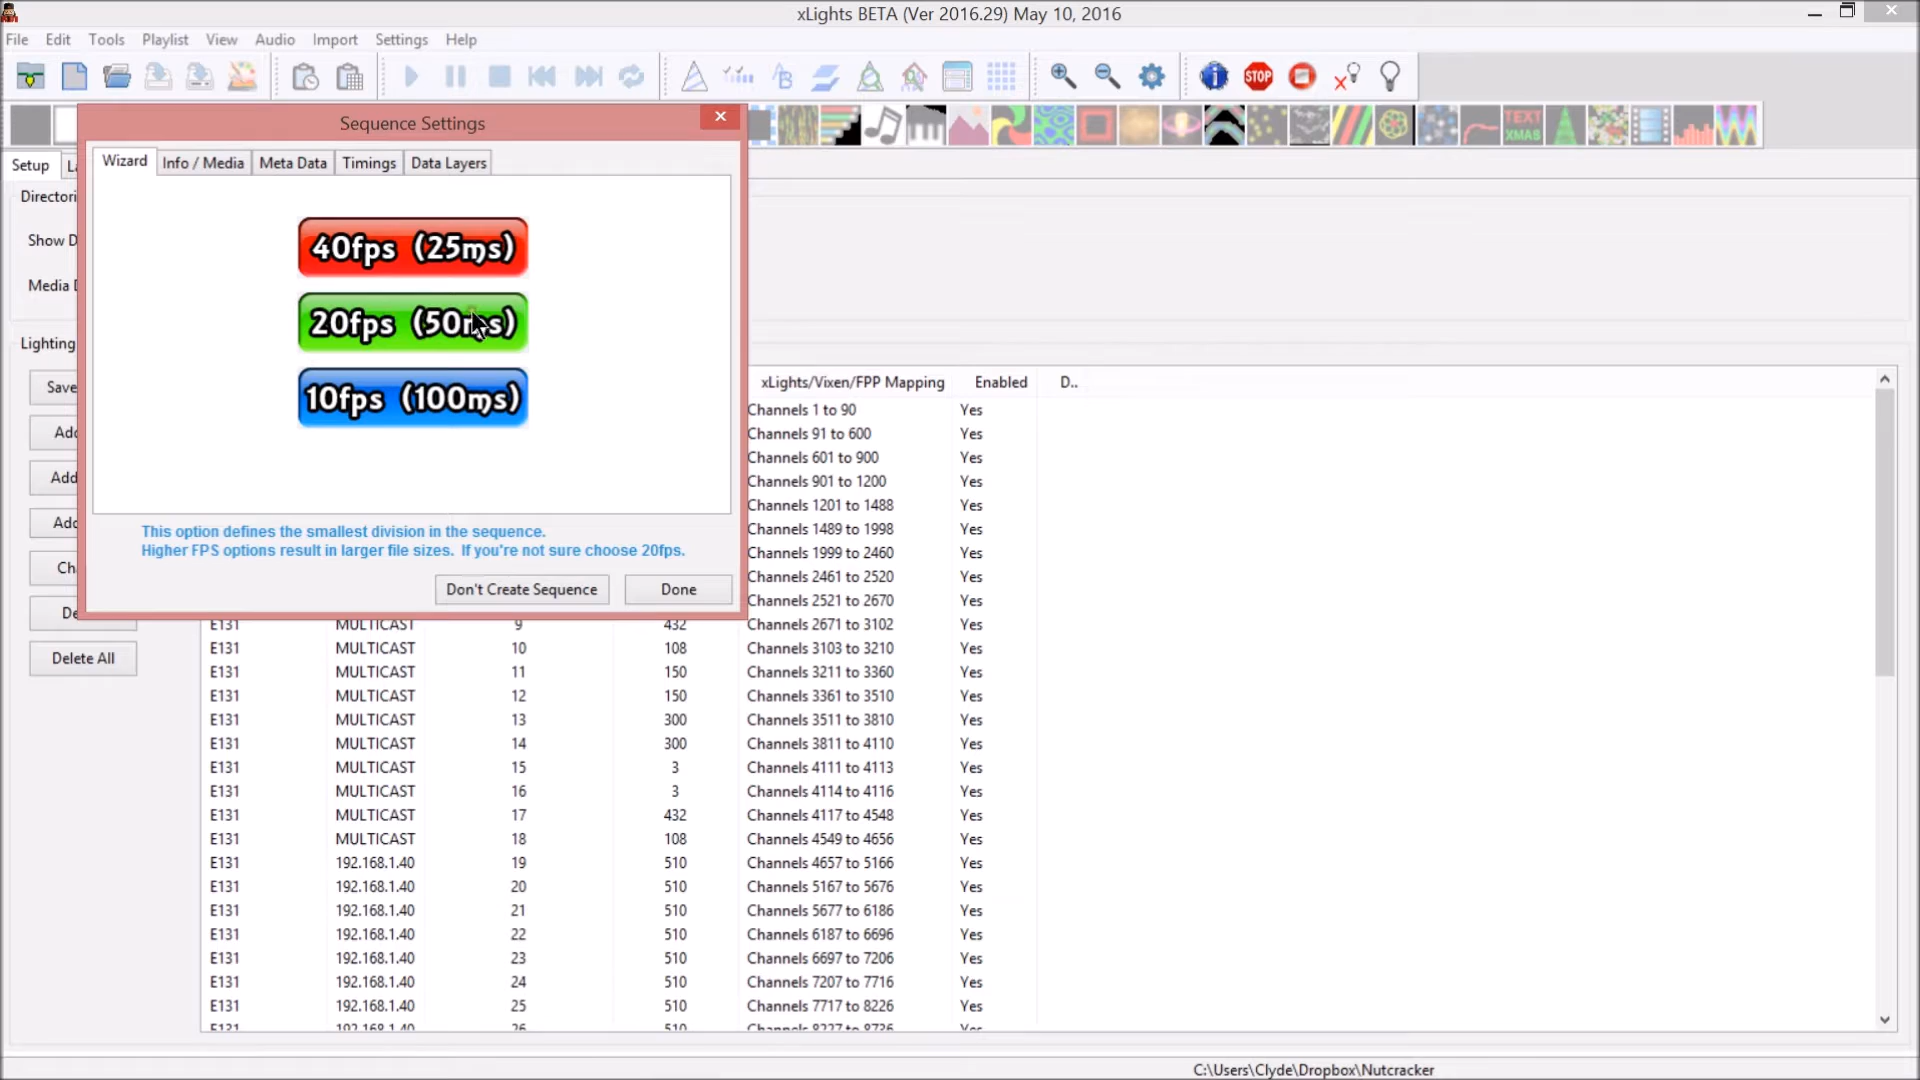 xLights BETA (Ver 2016.29) May 10, 2016
File Edit Tools Playlist View Audio Import Settings Help
STOP
TEXT
XMAS
Sequence Settings
Setup
Wizard Info / Media Meta Data Timings Data Layers
Show D
Media D
Lighting
Save
Delete All
40fps (25ms)
20fps (50ms)
10fps (100ms)
This option defines the smallest division in the sequence.
Higher FPS options result in larger file sizes. If you're not sure choose 20fps.
Don't Create Sequence Done
xLights/Vixen/FPP Mapping Enabled D..
Channels 1 to 90 Yes
Channels 91 to 600 Yes
Channels 601 to 900 Yes
Channels 901 to 1200 Yes
Channels 1201 to 1488 Yes
Channels 1489 to 1998 Yes
Channels 1999 to 2460 Yes
Channels 2461 to 2520 Yes
Channels 2521 to 2670 Yes
E131 MULTICAST 9 432 Channels 2671 to 3102 Yes
E131 MULTICAST 10 108 Channels 3103 to 3210 Yes
E131 MULTICAST 11 150 Channels 3211 to 3360 Yes
E131 MULTICAST 12 150 Channels 3361 to 3510 Yes
E131 MULTICAST 13 300 Channels 3511 to 3810 Yes
E131 MULTICAST 14 300 Channels 3811 to 4110 Yes
E131 MULTICAST 15 3 Channels 4111 to 4113 Yes
E131 MULTICAST 16 3 Channels 4114 to 4116 Yes
E131 MULTICAST 17 432 Channels 4117 to 4548 Yes
E131 MULTICAST 18 108 Channels 4549 to 4656 Yes
E131 192.168.1.40 19 510 Channels 4657 to 5166 Yes
E131 192.168.1.40 20 510 Channels 5167 to 5676 Yes
E131 192.168.1.40 21 510 Channels 5677 to 6186 Yes
E131 192.168.1.40 22 510 Channels 6187 to 6696 Yes
E131 192.168.1.40 23 510 Channels 6697 to 7206 Yes
E131 192.168.1.40 24 510 Channels 7207 to 7716 Yes
E131 192.168.1.40 25 510 Channels 7717 to 8226 Yes
E131 192.168.1.40 26 510 Channels 8227 to 8736 Yes
C:\Users\Clyde\Dropbox\Nutcracker